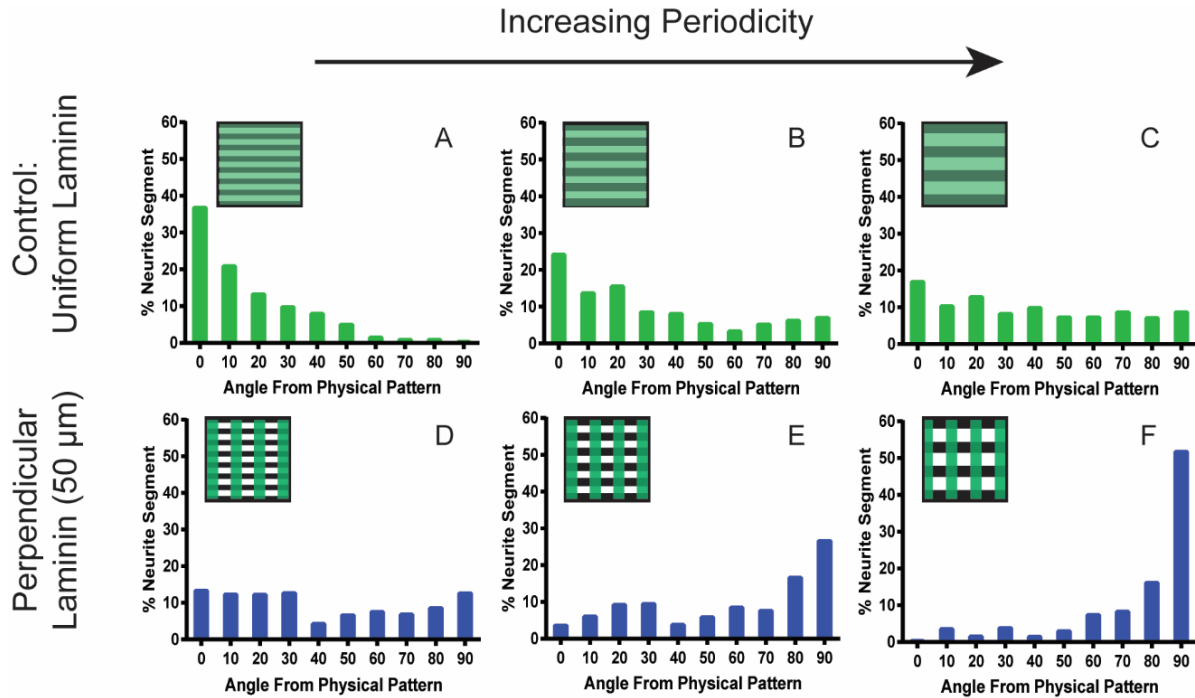 Increasing Periodicity
Control:
Uniform Laminin
A
% Neurite Segment
60
50
40
30
20
10
0
0 10 20 30 40 50 60 70 80 90
Angle From Physical Pattern
B
% Neurite Segment
60
50
40
30
20
10
0
0 10 20 30 40 50 60 70 80 90
Angle From Physical Pattern
C
% Neurite Segment
60
50
40
30
20
10
0
0 10 20 30 40 50 60 70 80 90
Angle From Physical Pattern
Perpendicular
Laminin (50 µm)
D
% Neurite Segment
60
50
40
30
20
10
0
0 10 20 30 40 50 60 70 80 90
Angle From Physical Pattern
E
% Neurite Segment
60
50
40
30
20
10
0
0 10 20 30 40 50 60 70 80 90
Angle From Physical Pattern
F
% Neurite Segment
60
50
40
30
20
10
0
0 10 20 30 40 50 60 70 80 90
Angle From Physical Pattern